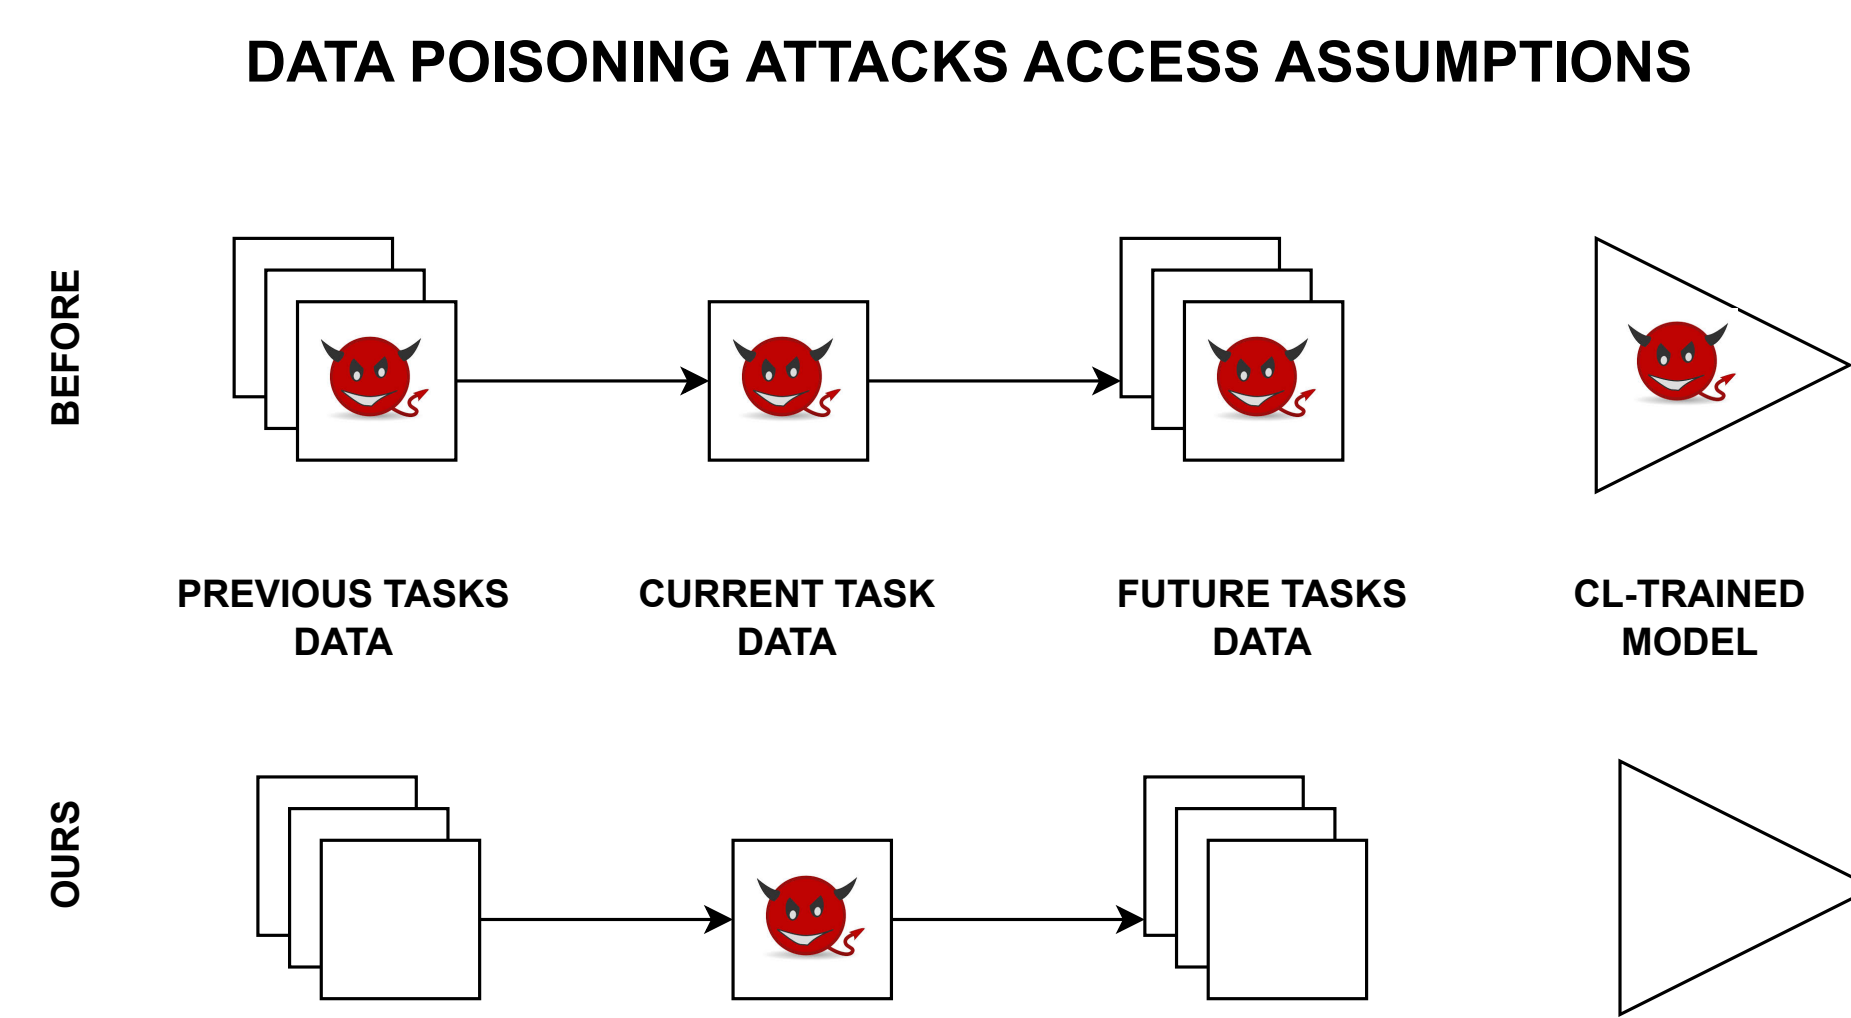 DATA POISONING ATTACKS ACCESS ASSUMPTIONS
BEFORE
PREVIOUS TASKS
DATA
CURRENT TASK
DATA
FUTURE TASKS
DATA
CL-TRAINED
MODEL
OURS